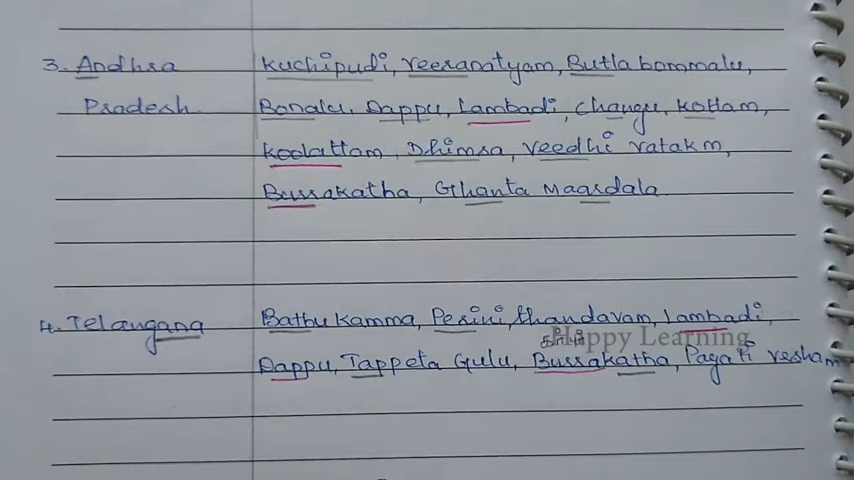 3. Andhra Kuchipudi, Veeranatyam, Butla bommalu,
Pradesh Bonalu, Dappu, Lambadi, Changu, Kottam,
Koolattam, Dhimsa, Veedhi Natakm,
Burrakatha, Ghanta Maardala
4. Telangana Bathukamma, Perini, thandavam, Lambadi,
Happy Learning
Dappu, Tappeta Gulu, Burrakatha, Pagati Vesham